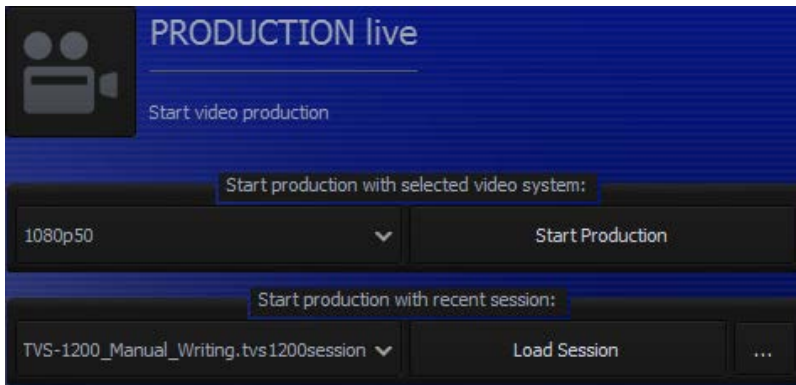 PRODUCTION live
Start video production
Start production with selected video system:
1080p50 Start Production
Start production with recent session:
TVS-1200_Manual_Writing.tvs1200session Load Session ...